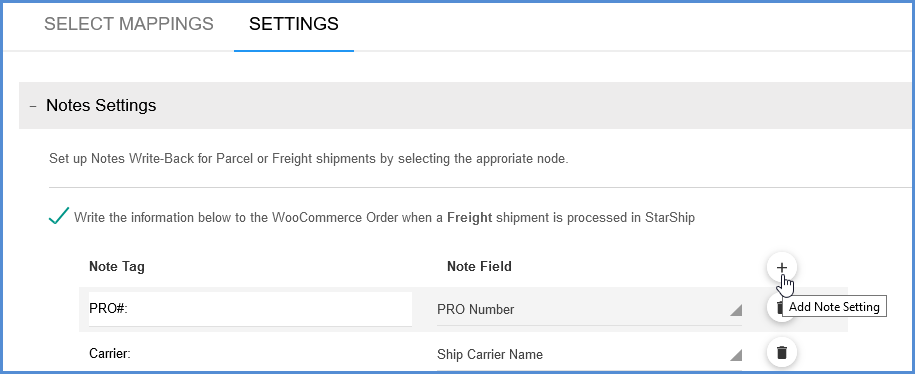 SELECT MAPPINGS SETTINGS
– Notes Settings
Set up Notes Write-Back for Parcel or Freight shipments by selecting the approriate node.
Write the information below to the WooCommerce Order when a Freight shipment is processed in StarShip
Note Tag Note Field +
PRO#: PRO Number
Add Note Setting
Carrier: Ship Carrier Name